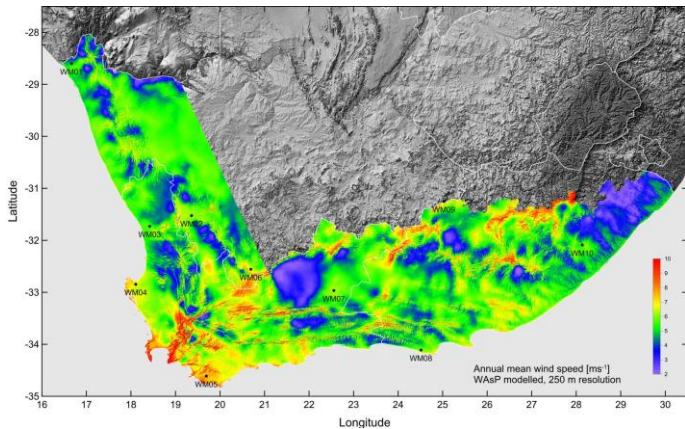 -28
-29
-30
-31
-32
-33
-34
-35
Latitude
WM01
WM02
WM03
WM04
WM05
WM06
WM07
WM08
WM09
WM10
10
9
8
7
6
5
4
3
2
Annual mean wind speed [ms⁻¹]
WAsP modelled, 250 m resolution
16 17 18 19 20 21 22 23 24 25 26 27 28 29 30
Longitude